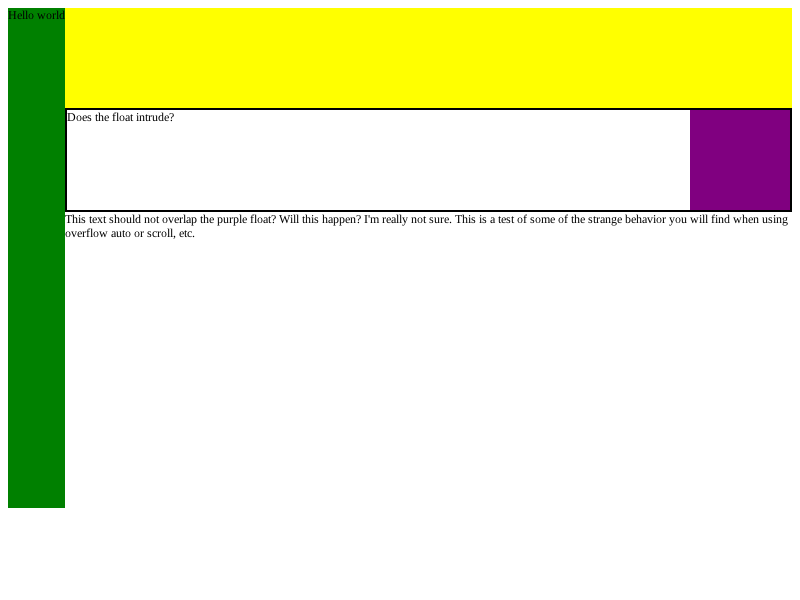 Hello world
Does the float intrude?
This text should not overlap the purple float? Will this happen? I'm really not sure. This is a test of some of the strange behavior you will find when using
overflow auto or scroll, etc.